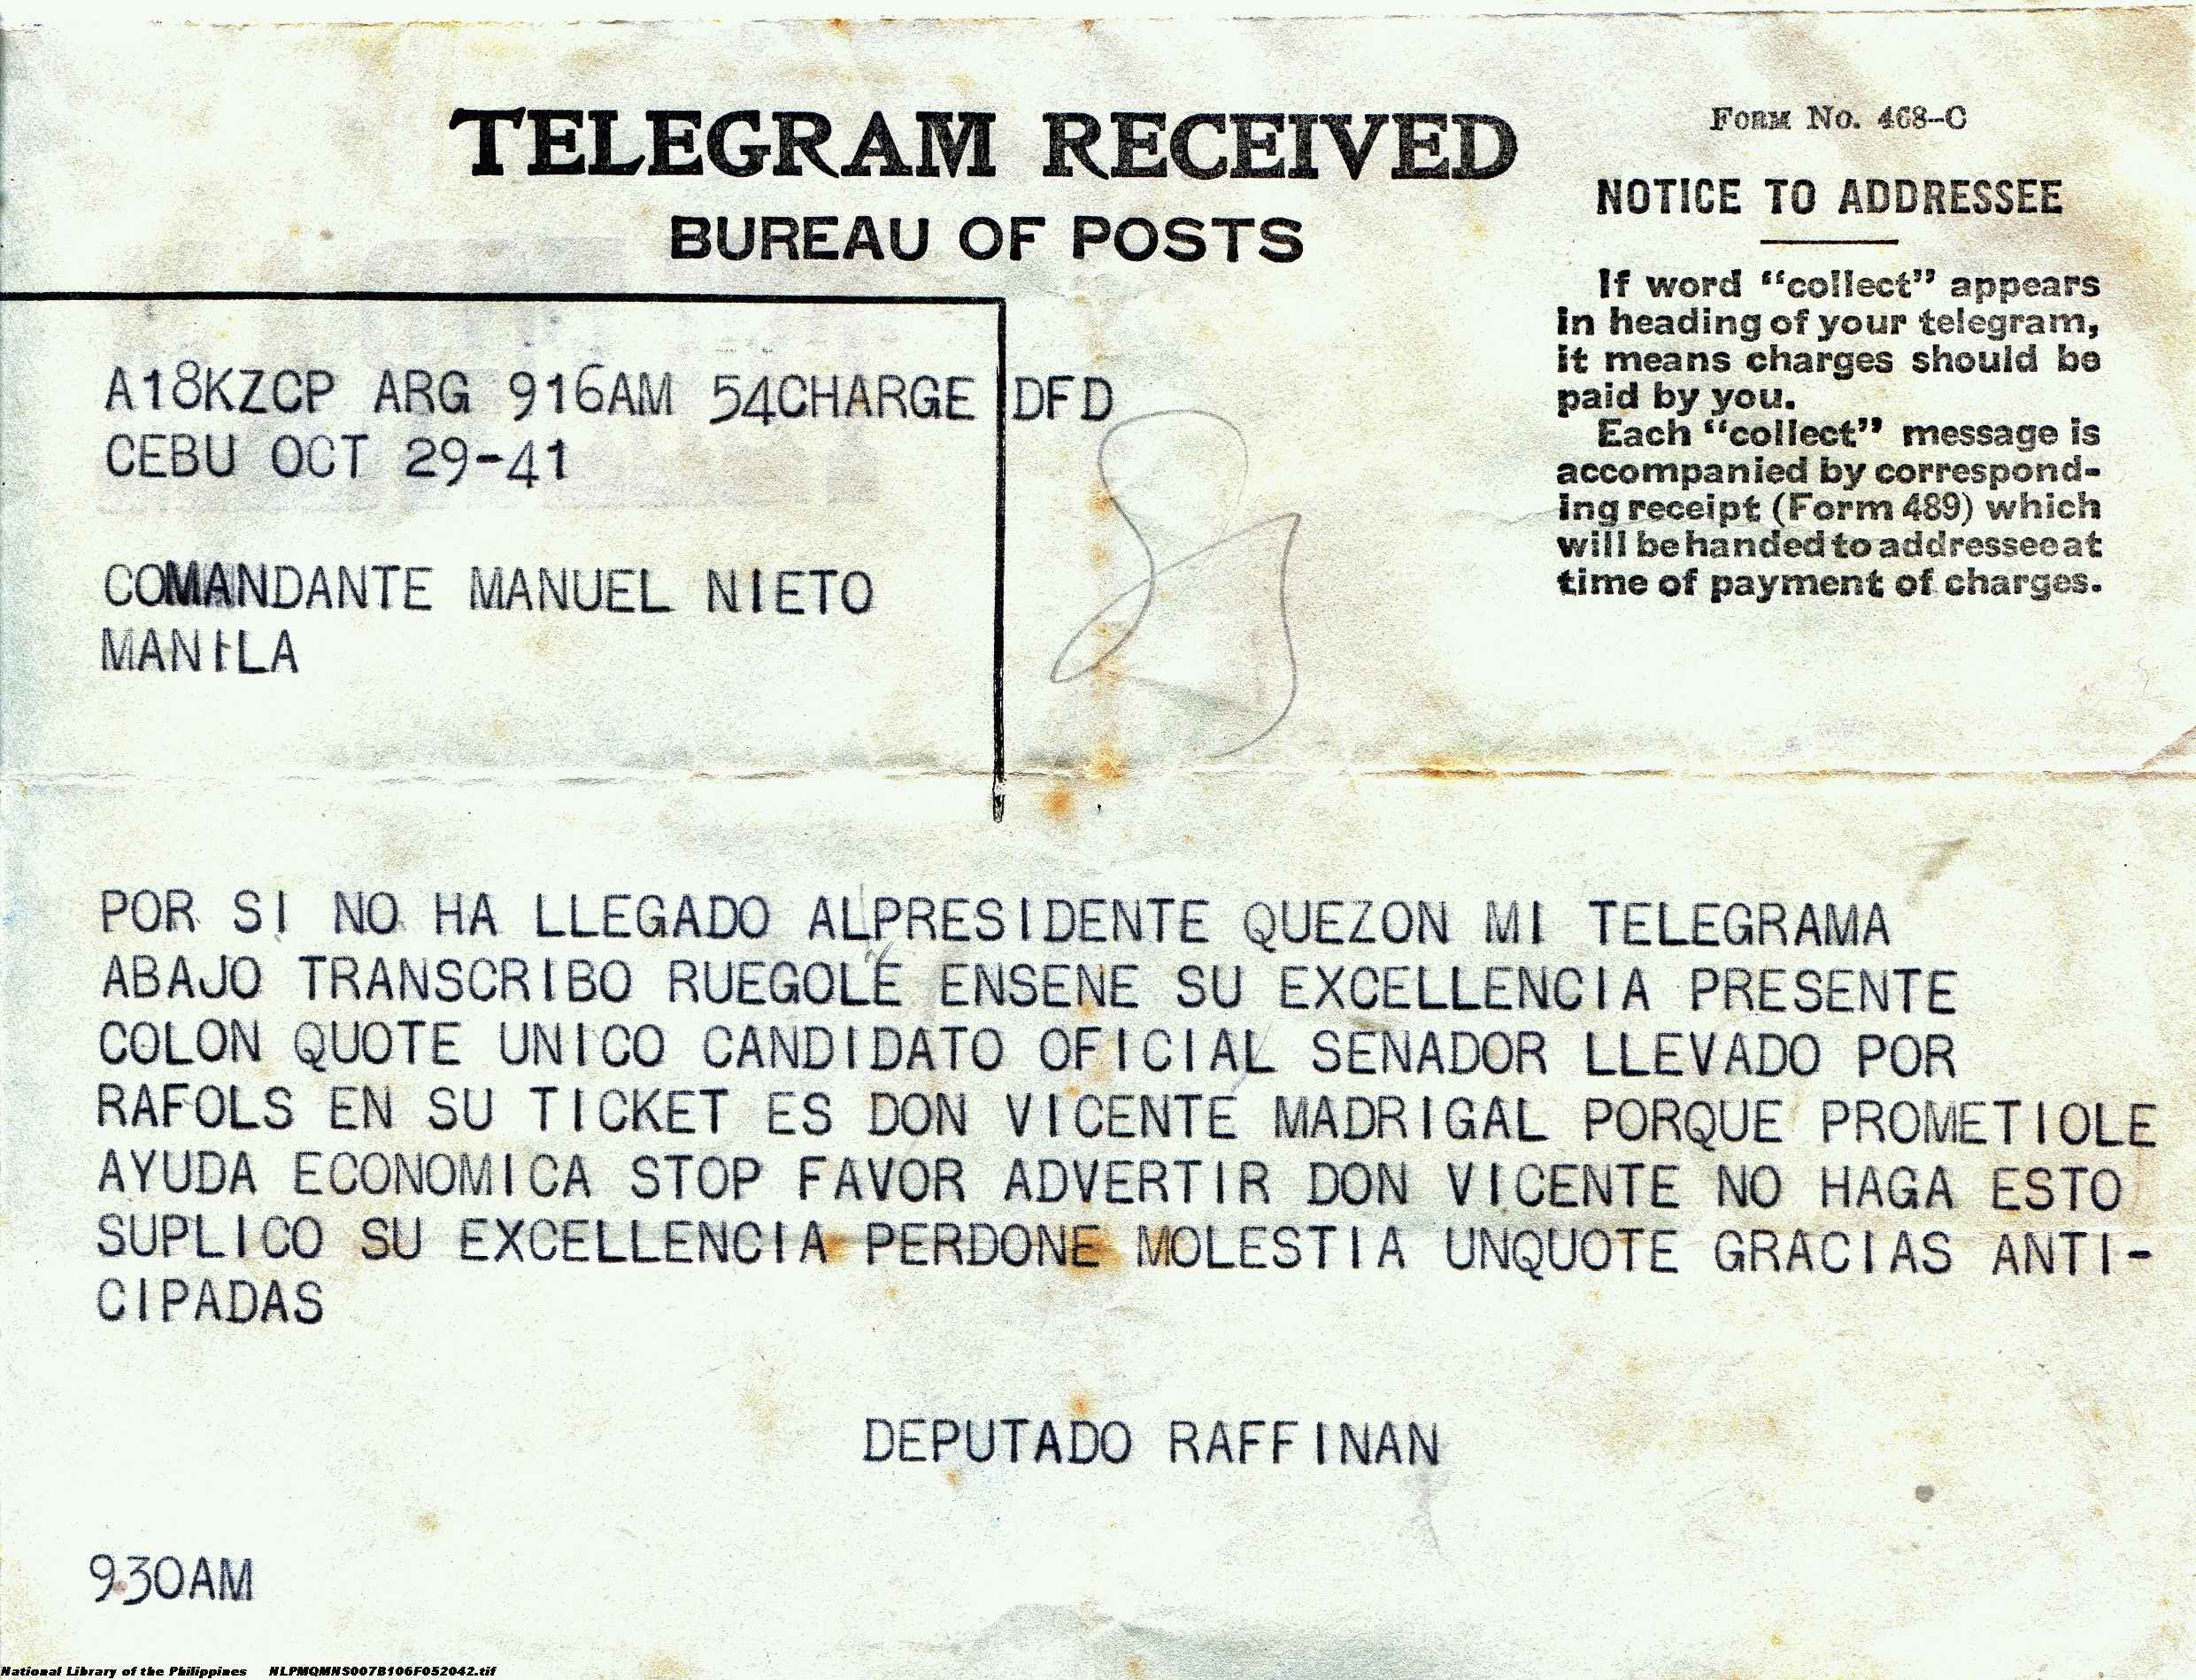 TELEGRAM RECEIVED
BUREAU OF POSTS
FORM No. 468-C
NOTICE TO ADDRESSEE
If word "collect" appears
in heading of your telegram,
it means charges should be
paid by you.
Each "collect" message is
accompanied by correspond-
ing receipt (Form 489) which
will be handed to addressee at
time of payment of charges.
A18KZCP ARG 916AM 54CHARGE DFD
CEBU OCT 29-41
COMANDANTE MANUEL NIETO
MANILA
POR SI NO HA LLEGADO ALPRESIDENTE QUEZON MI TELEGRAMA
ABAJO TRANSCRIBO RUEGOLE ENSENE SU EXCELLENCIA PRESENTE
COLON QUOTE UNICO CANDIDATO OFICIAL SENADOR LLEVADO POR
RAFOLS EN SU TICKET ES DON VICENTE MADRIGAL PORQUE PROMETIOLE
AYUDA ECONOMICA STOP FAVOR ADVERTIR DON VICENTE NO HAGA ESTO
SUPLICO SU EXCELLENCIA PERDONE MOLESTIA UNQUOTE GRACIAS ANTI-
CIPADAS
DEPUTADO RAFFINAN
930AM
National Library of the Philippines NLPMQMNS007B106F052042.tif